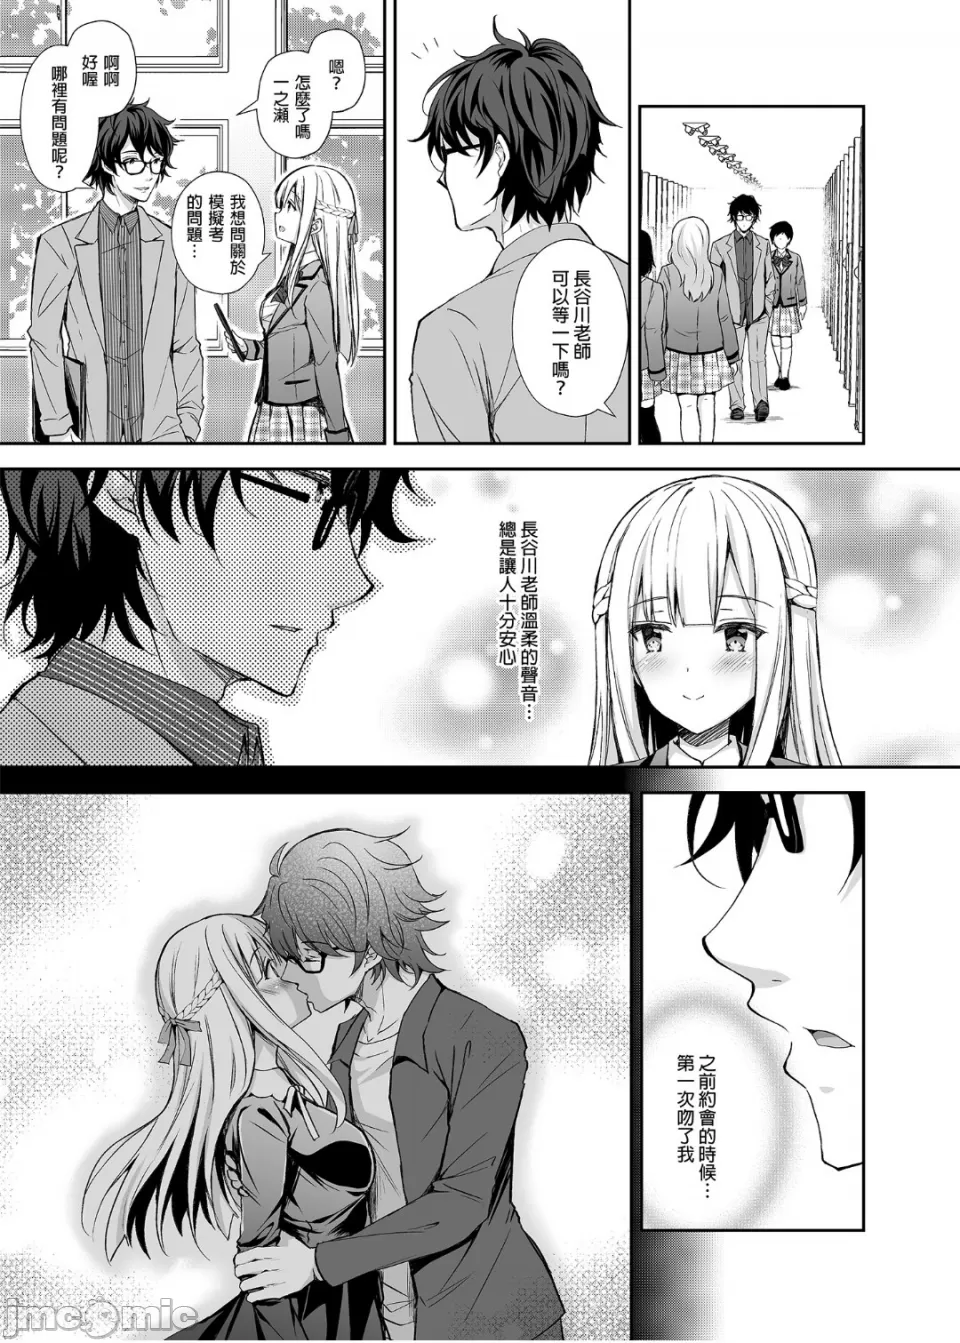 長谷川老師
可以等一下嗎？
嗯？
怎麼了嗎
一之瀨
我想問關於
模擬考
的問題…
啊啊
好喔
哪裡有問題呢？
長谷川老師溫柔的聲音…
總是讓人十分安心
之前約會的時候…
第一次吻了我
jmcomic